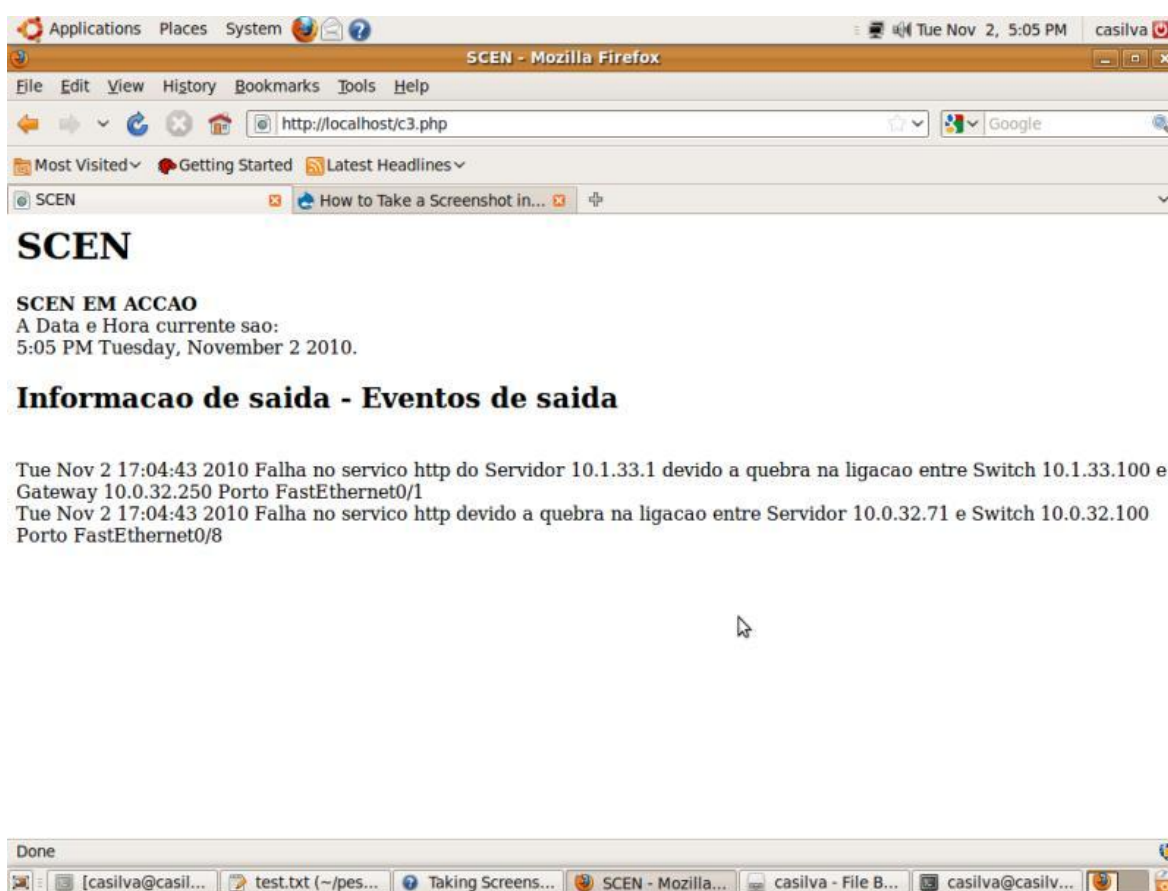 Applications Places System Tue Nov 2, 5:05 PM casilva
SCEN - Mozilla Firefox
File Edit View History Bookmarks Tools Help
http://localhost/c3.php Google
Most Visited Getting Started Latest Headlines
SCEN How to Take a Screenshot in...
SCEN
SCEN EM ACCAO
A Data e Hora currente sao:
5:05 PM Tuesday, November 2 2010.
Informacao de saida - Eventos de saida
Tue Nov 2 17:04:43 2010 Falha no servico http do Servidor 10.1.33.1 devido a quebra na ligacao entre Switch 10.1.33.100 e
Gateway 10.0.32.250 Porto FastEthernet0/1
Tue Nov 2 17:04:43 2010 Falha no servico http devido a quebra na ligacao entre Servidor 10.0.32.71 e Switch 10.0.32.100
Porto FastEthernet0/8
Done
[casilva@casil... test.txt (~/pes... Taking Screens... SCEN - Mozilla... casilva - File B... casilva@casilv...